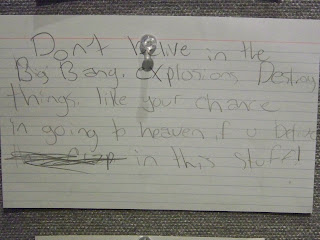 Don't belive in the
Big Bang. explosions Destroy
things. like your chance
in going to heaven if u believe
in this stuff!